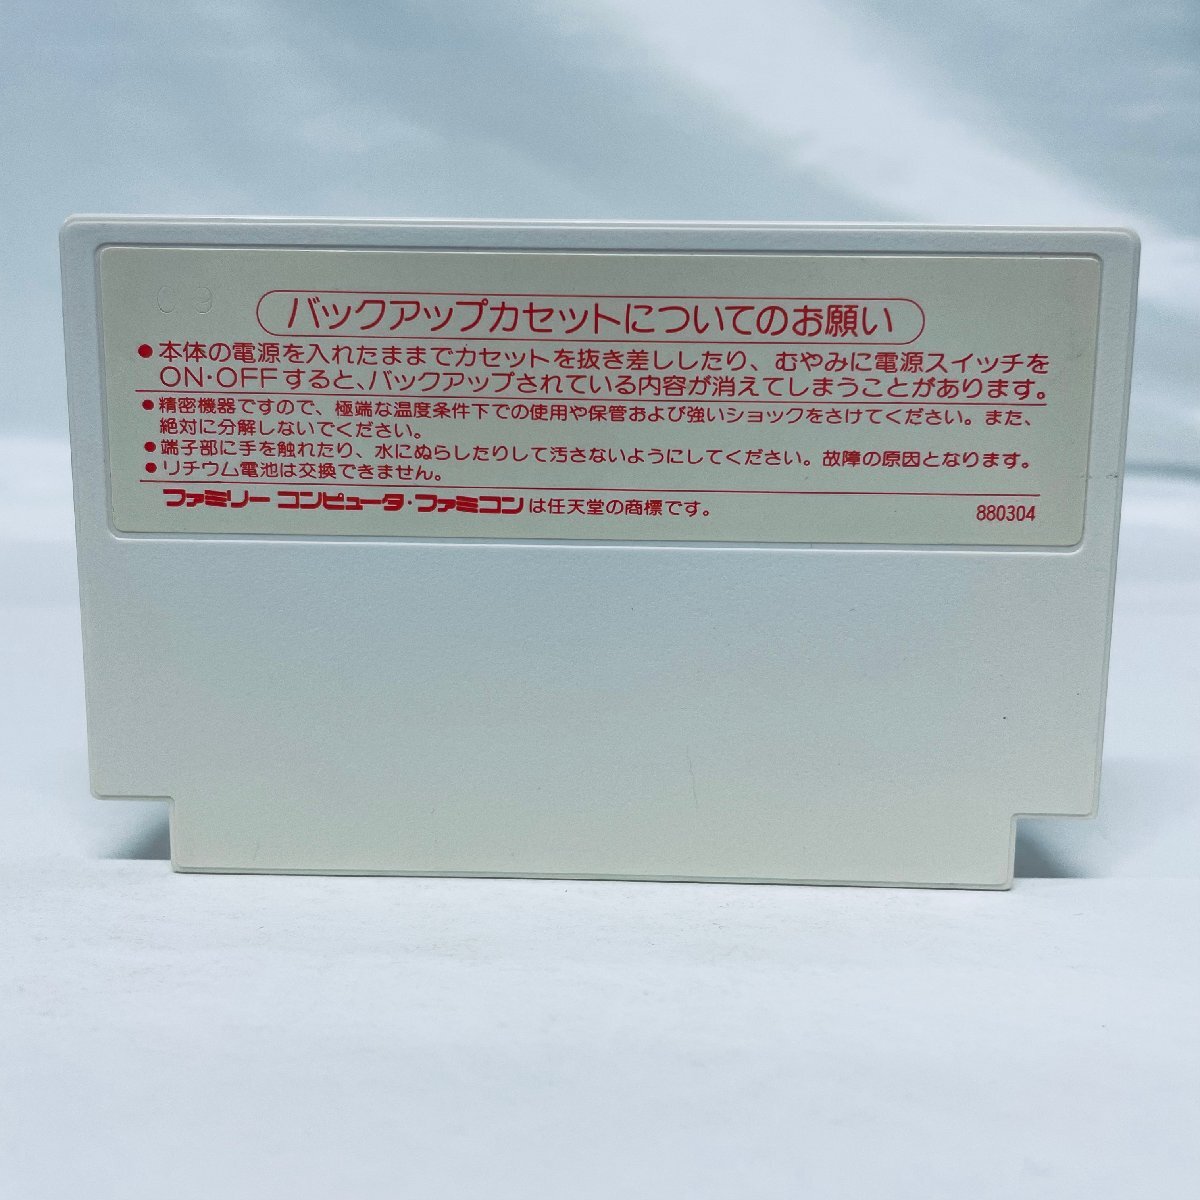 バックアップカセットについてのお願い
●本体の電源を入れたままでカセットを抜き差ししたり、むやみに電源スイッチを
ON・OFFすると、バックアップされている内容が消えてしまうことがあります。
●精密機器ですので、極端な温度条件下での使用や保管および強いショックをさけてください。また、
絶対に分解しないでください。
●端子部に手を触れたり、水にぬらしたりして汚さないようにしてください。故障の原因となります。
●リチウム電池は交換できません。
ファミリー コンピュータ・ファミコンは任天堂の商標です。
880304